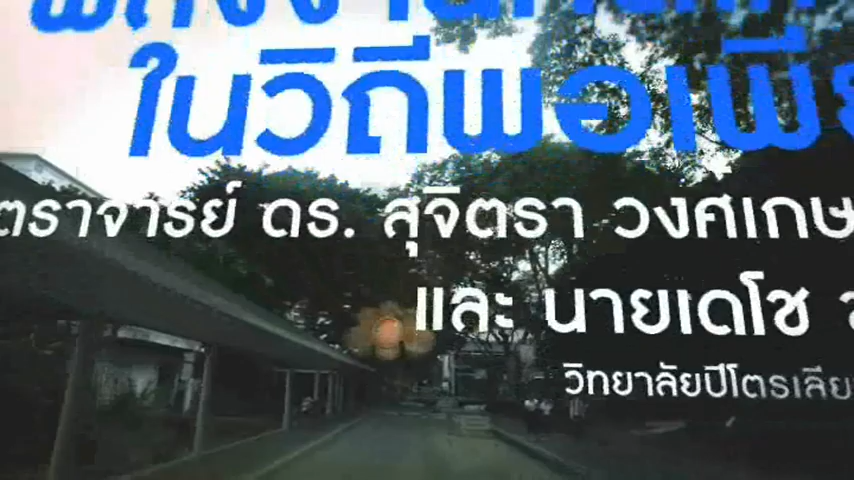 ในวิถีพอเพีย
ตราจารย์ ดร. สุจิตรา วงศ์เกษ
และ นายเดโช
วิทยาลัยปิโตรเลีย